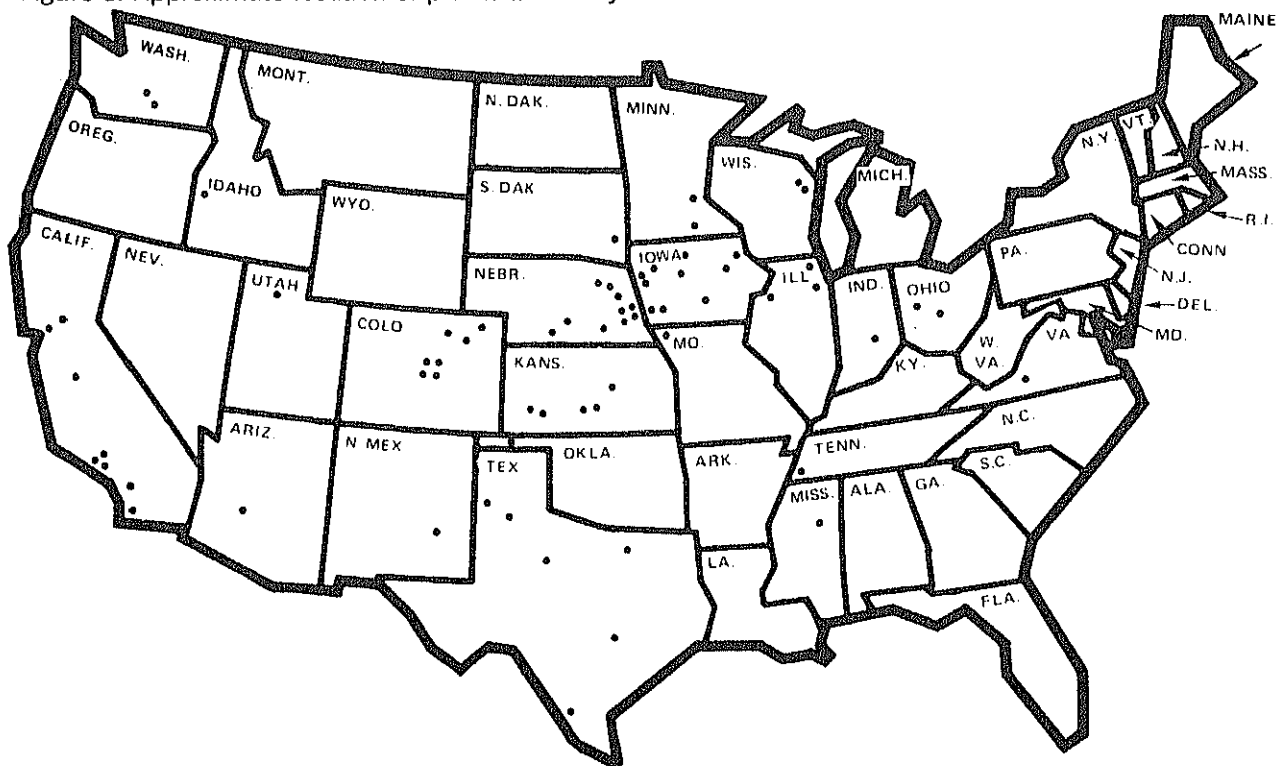 MAINE
WASH.
MONT.
N. DAK.
MINN.
OREG.
VT.
N.Y.
N.H.
WIS.
MICH.
MASS.
IDAHO
S. DAK
WYO.
R.I.
CALIF.
NEV.
IOWA
PA.
CONN
NEBR.
ILL
IND.
OHIO
N.J.
UTAH
DEL.
COLO
MO.
W.
VA.
VA
MD.
KANS.
KY.
ARIZ.
N MEX
OKLA.
TENN.
N.C.
TEX
ARK.
S.C.
MISS.
ALA.
GA.
LA.
FLA.